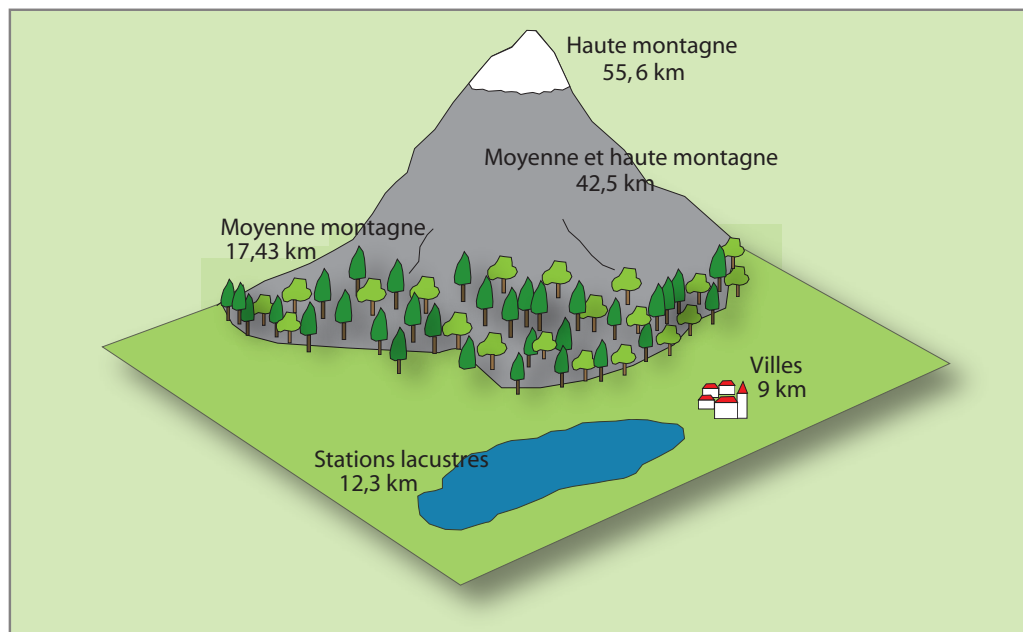 Haute montagne
55, 6 km
Moyenne et haute montagne
42,5 km
Moyenne montagne
17,43 km
Villes
9 km
Stations lacustres
12,3 km